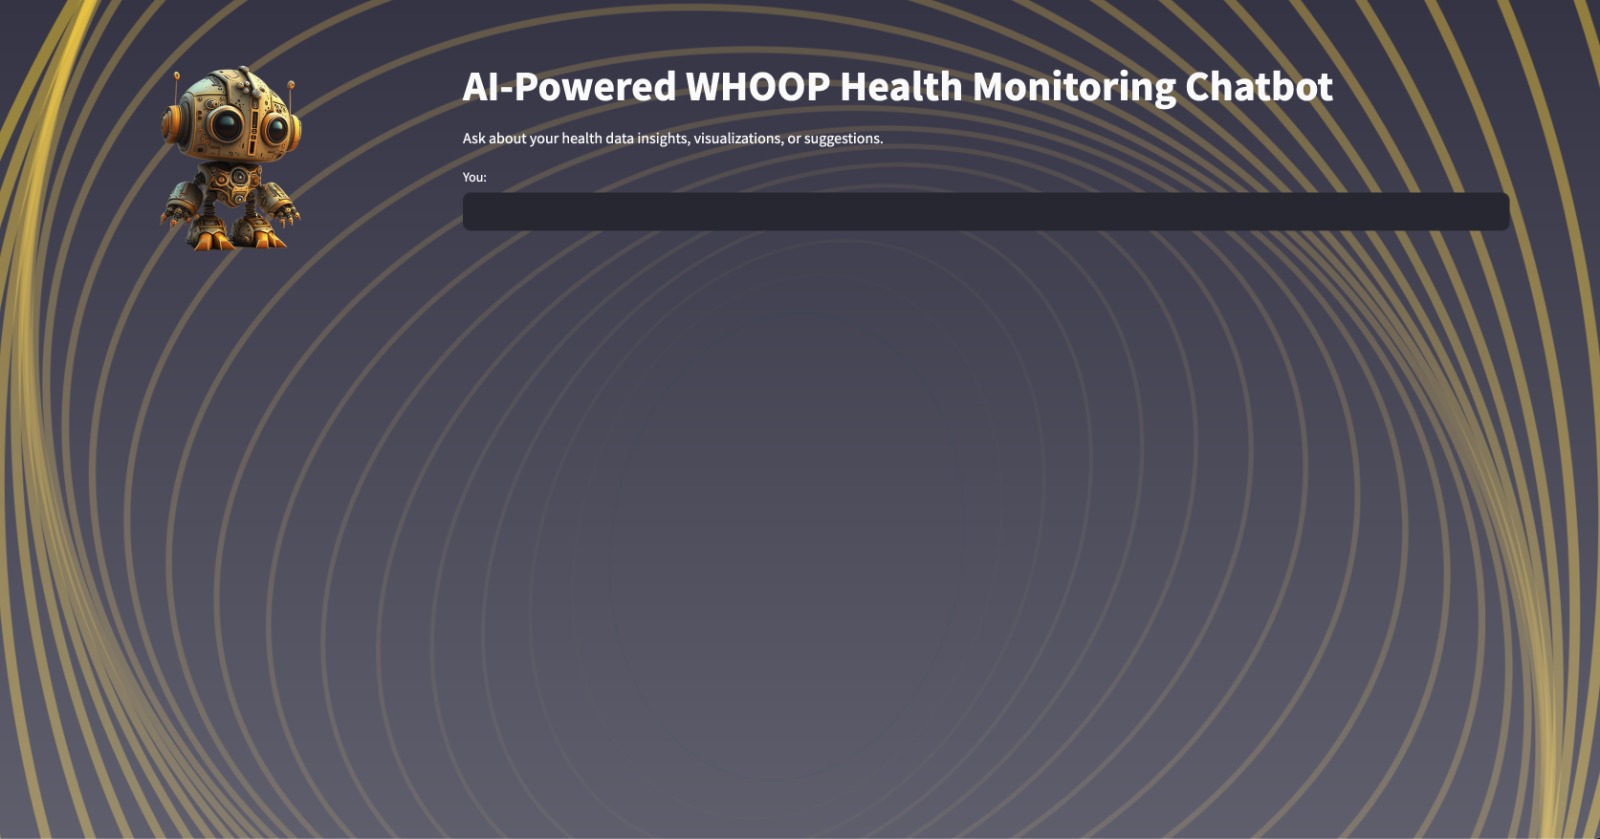 AI-Powered WHOOP Health Monitoring Chatbot
Ask about your health data insights, visualizations, or suggestions.
You: